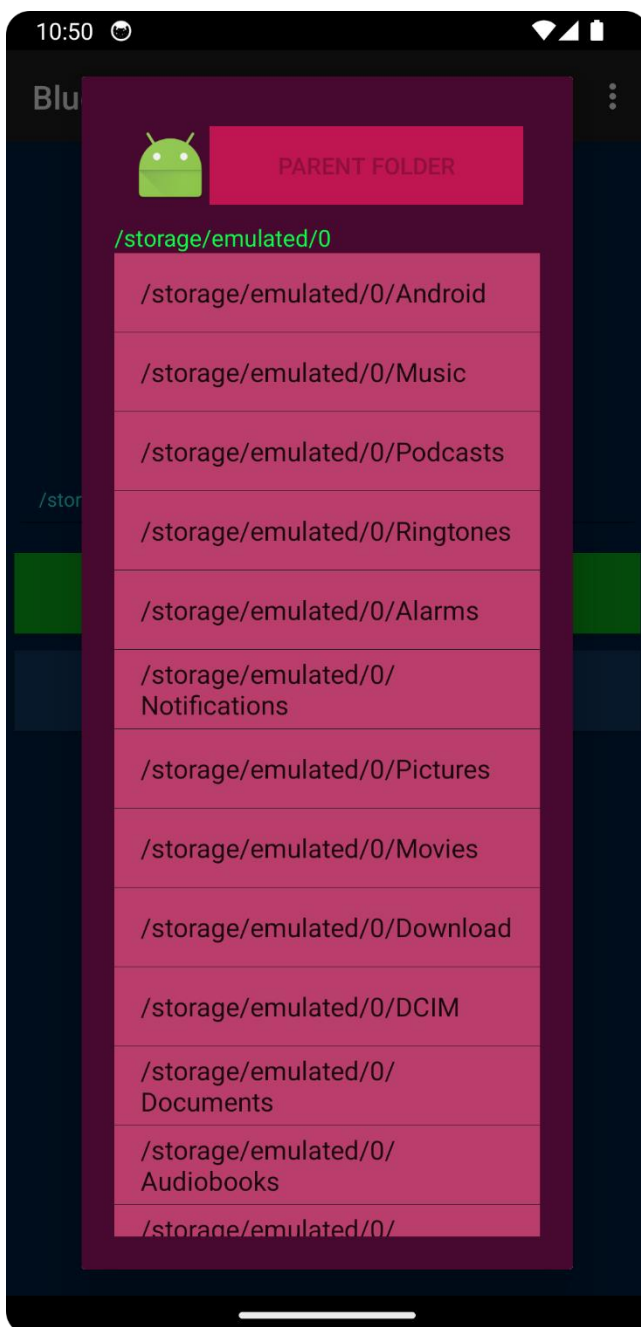 10:50
Blu
PARENT FOLDER
/storage/emulated/0
/storage/emulated/0/Android
/storage/emulated/0/Music
/storage/emulated/0/Podcasts
/stor
/storage/emulated/0/Ringtones
/storage/emulated/0/Alarms
/storage/emulated/0/
Notifications
/storage/emulated/0/Pictures
/storage/emulated/0/Movies
/storage/emulated/0/Download
/storage/emulated/0/DCIM
/storage/emulated/0/
Documents
/storage/emulated/0/
Audiobooks
/storage/emulated/0/